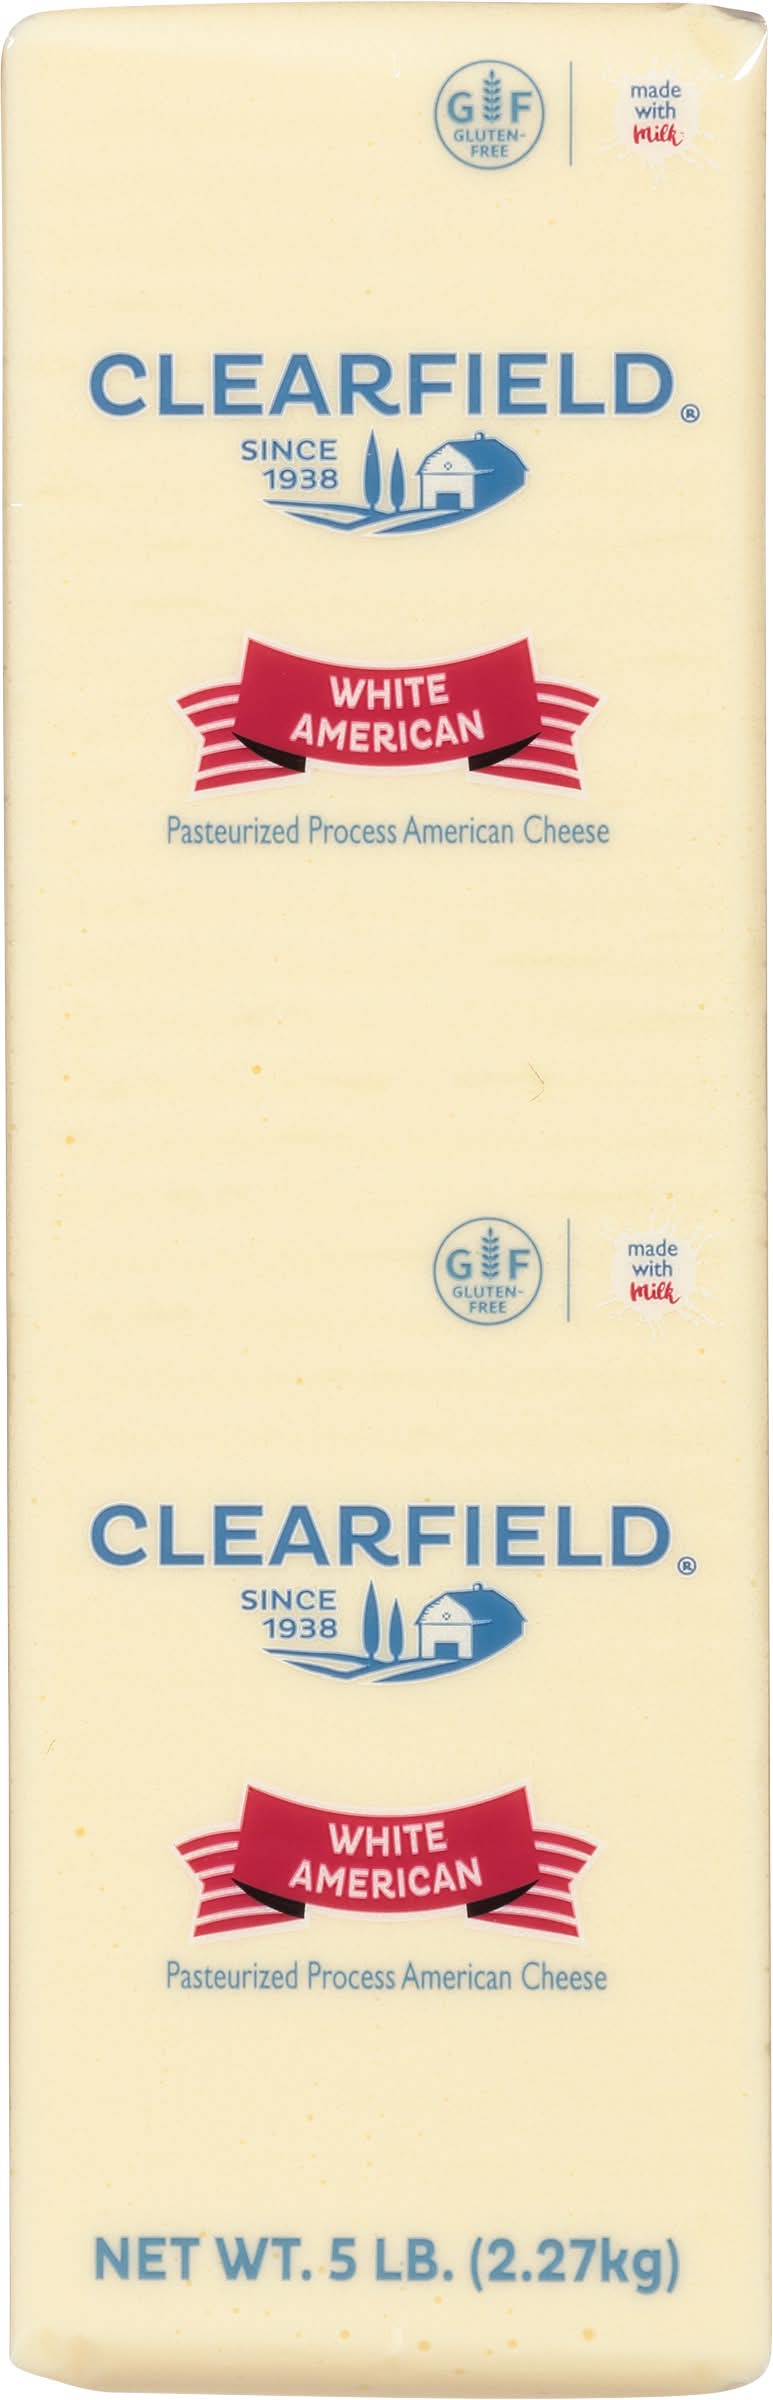 G F
GLUTEN-
FREE
made
with
milk
CLEARFIELD®
SINCE
1938
WHITE
AMERICAN
Pasteurized Process American Cheese
G F
GLUTEN-
FREE
made
with
milk
CLEARFIELD®
SINCE
1938
WHITE
AMERICAN
Pasteurized Process American Cheese
NET WT. 5 LB. (2.27kg)